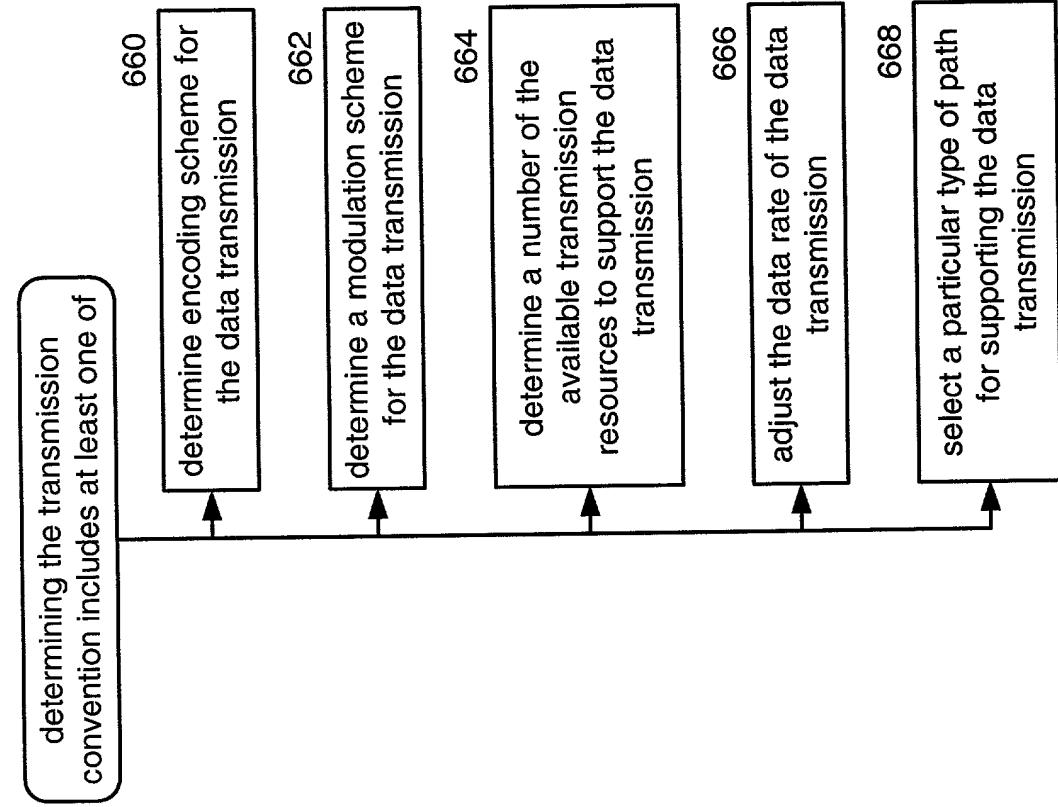 determining the transmission
convention includes at least one of
660
determine encoding scheme for
the data transmission
662
determine a modulation scheme
for the data transmission
664
determine a number of the
available transmission
resources to support the data
transmission
666
adjust the data rate of the data
transmission
668
select a particular type of path
for supporting the data
transmission